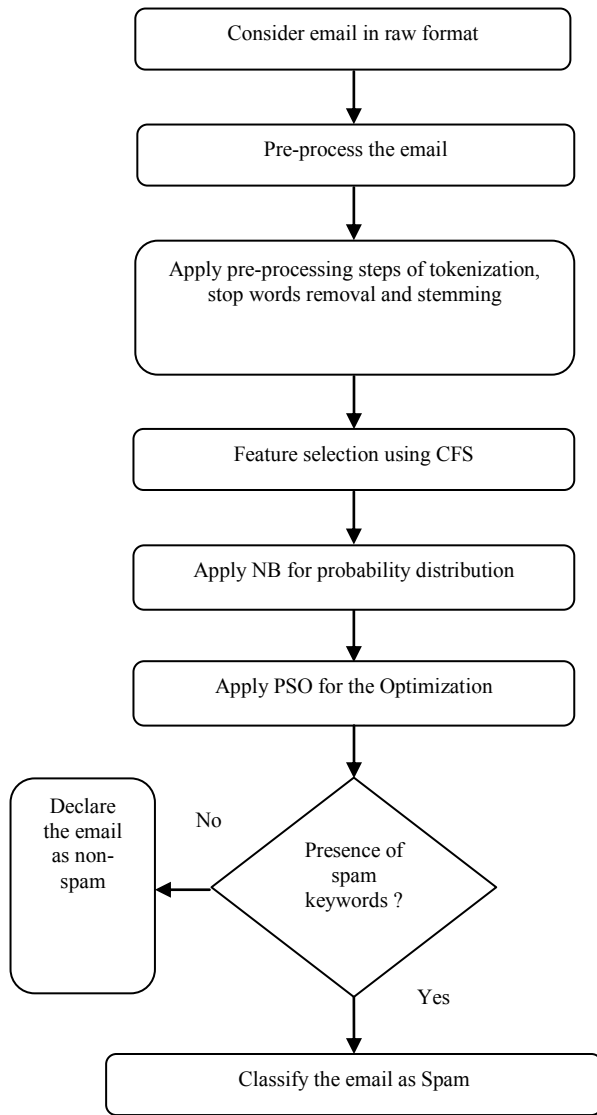 Consider email in raw format
Pre-process the email
Apply pre-processing steps of tokenization,
stop words removal and stemming
Feature selection using CFS
Apply NB for probability distribution
Apply PSO for the Optimization
Declare
the email
as non-
spam
No
Presence of
spam
keywords ?
Yes
Classify the email as Spam